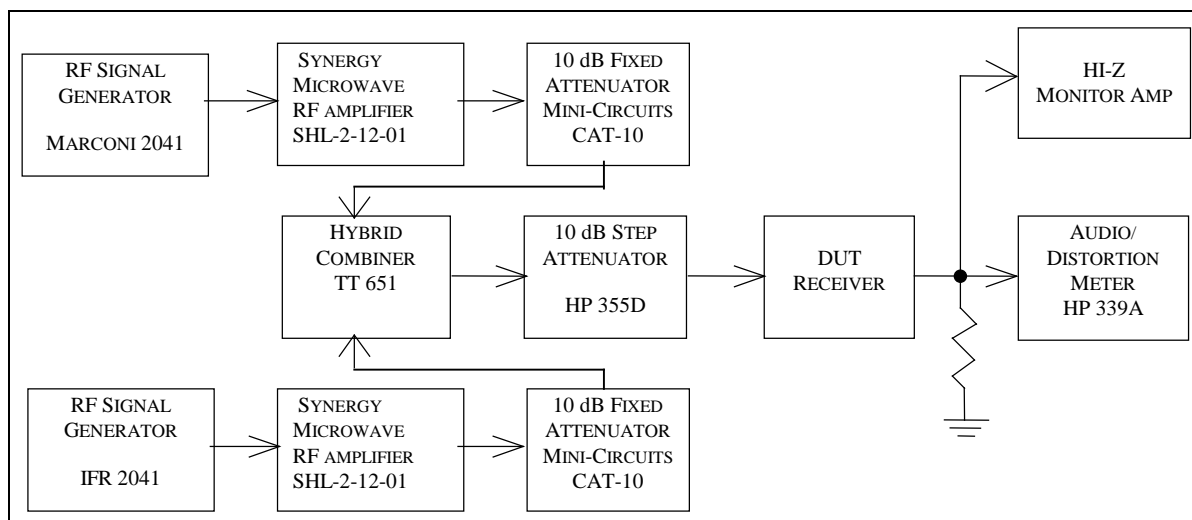 RF SIGNAL
GENERATOR
MARCONI 2041
SYNERGY
MICROWAVE
RF AMPLIFIER
SHL-2-12-01
10 dB FIXED
ATTENUATOR
MINI-CIRCUITS
CAT-10
HI-Z
MONITOR AMP
HYBRID
COMBINER
TT 651
10 dB STEP
ATTENUATOR
HP 355D
DUT
RECEIVER
AUDIO/
DISTORTION
METER
HP 339A
RF SIGNAL
GENERATOR
IFR 2041
SYNERGY
MICROWAVE
RF AMPLIFIER
SHL-2-12-01
10 dB FIXED
ATTENUATOR
MINI-CIRCUITS
CAT-10